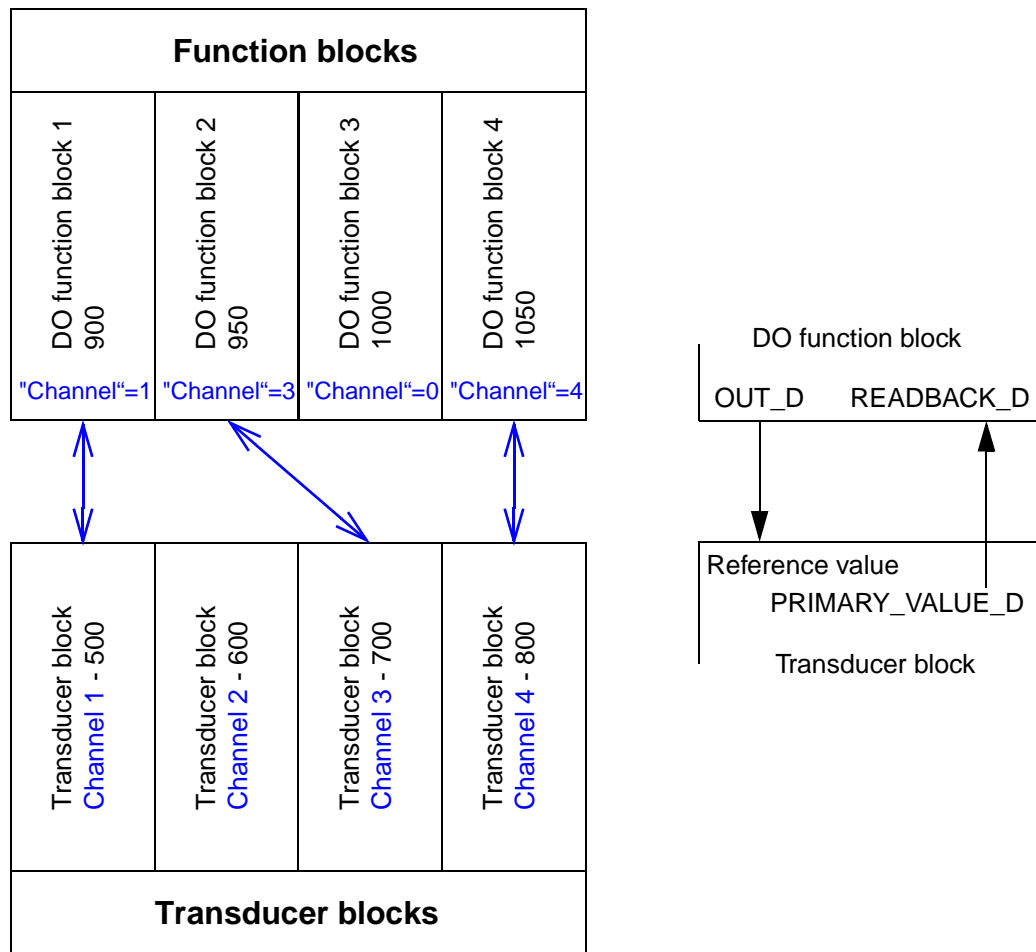 Function blocks
DO function block 1
900
DO function block 2
950
DO function block 3
1000
DO function block 4
1050
"Channel“=1
"Channel“=3
"Channel“=0
"Channel“=4
Transducer block
Channel 1 - 500
Transducer block
Channel 2 - 600
Transducer block
Channel 3 - 700
Transducer block
Channel 4 - 800
Transducer blocks
DO function block
OUT_D READBACK_D
Reference value
PRIMARY_VALUE_D
Transducer block